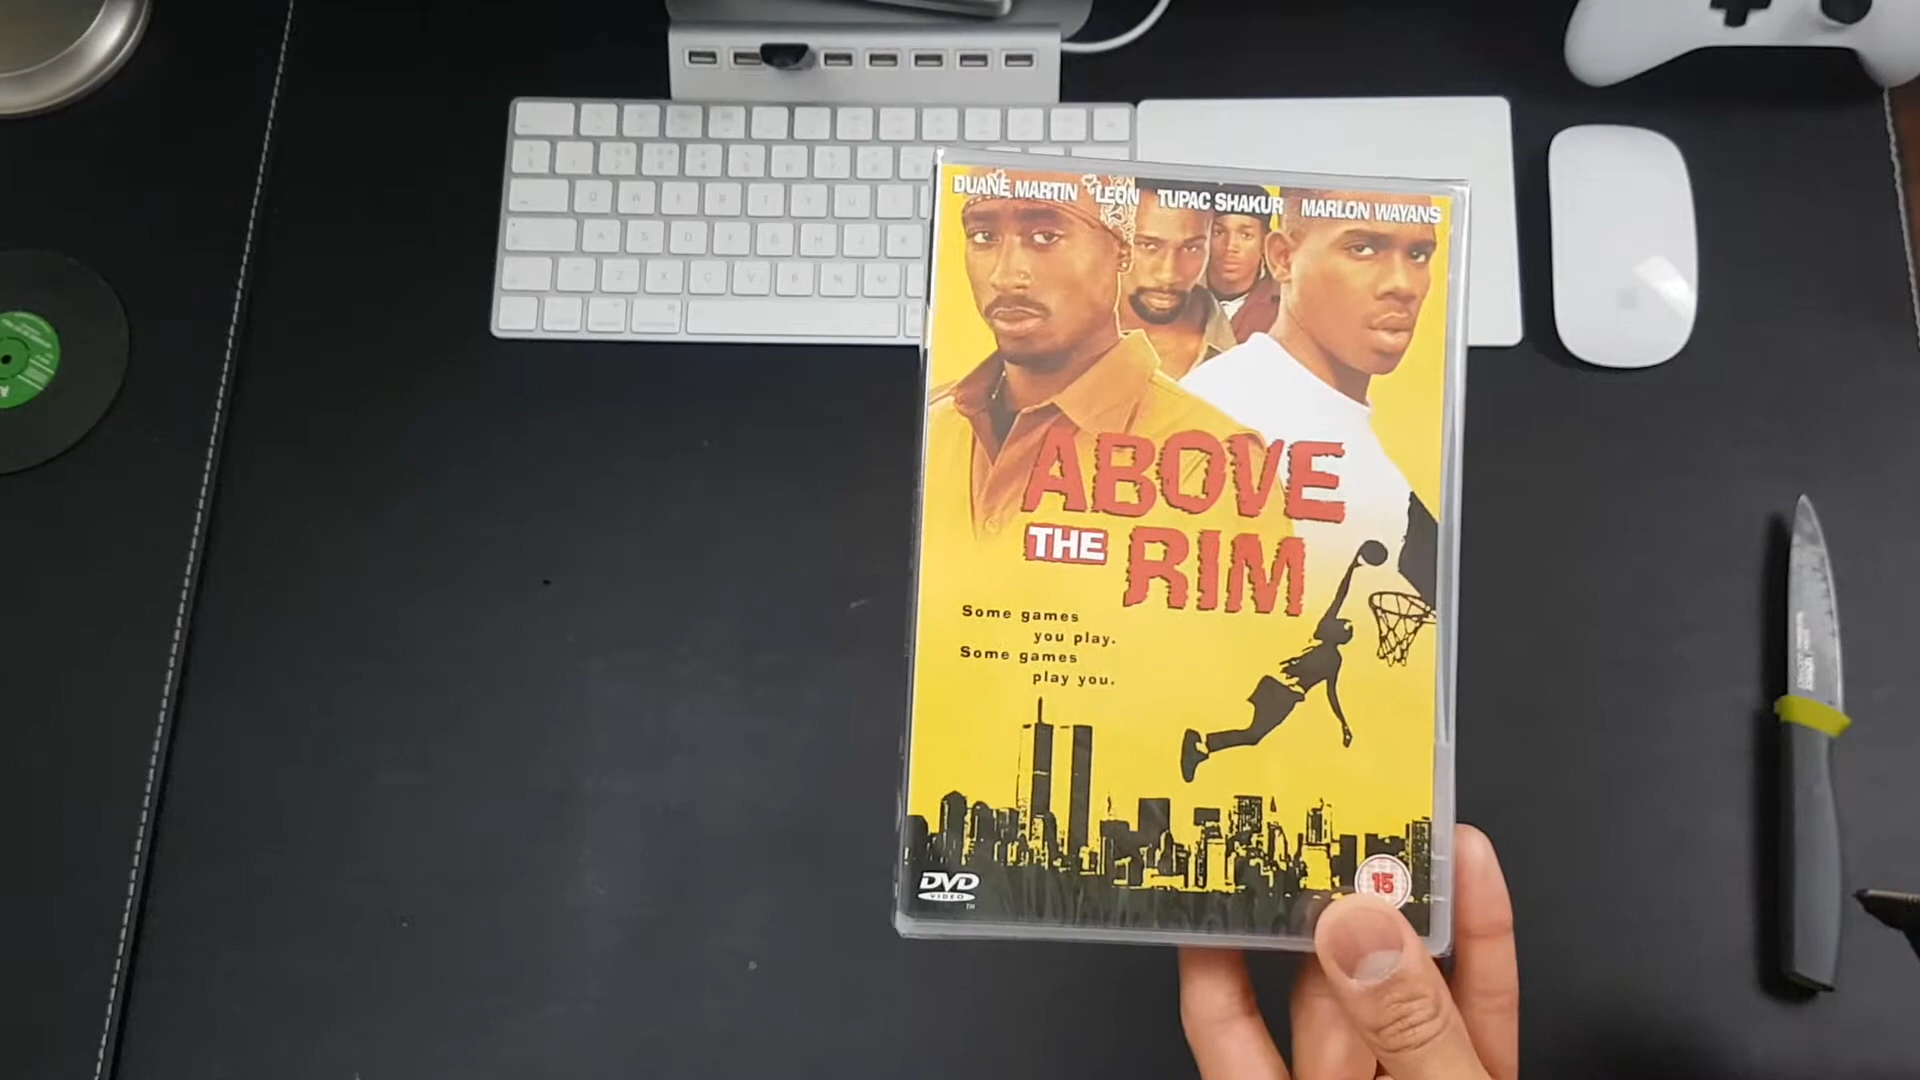 DUANE MARTIN LEON TUPAC SHAKUR MARLON WAYANS
ABOVE
THE RIM
Some games
you play.
Some games
play you.
DVD
VIDEO
TM
15